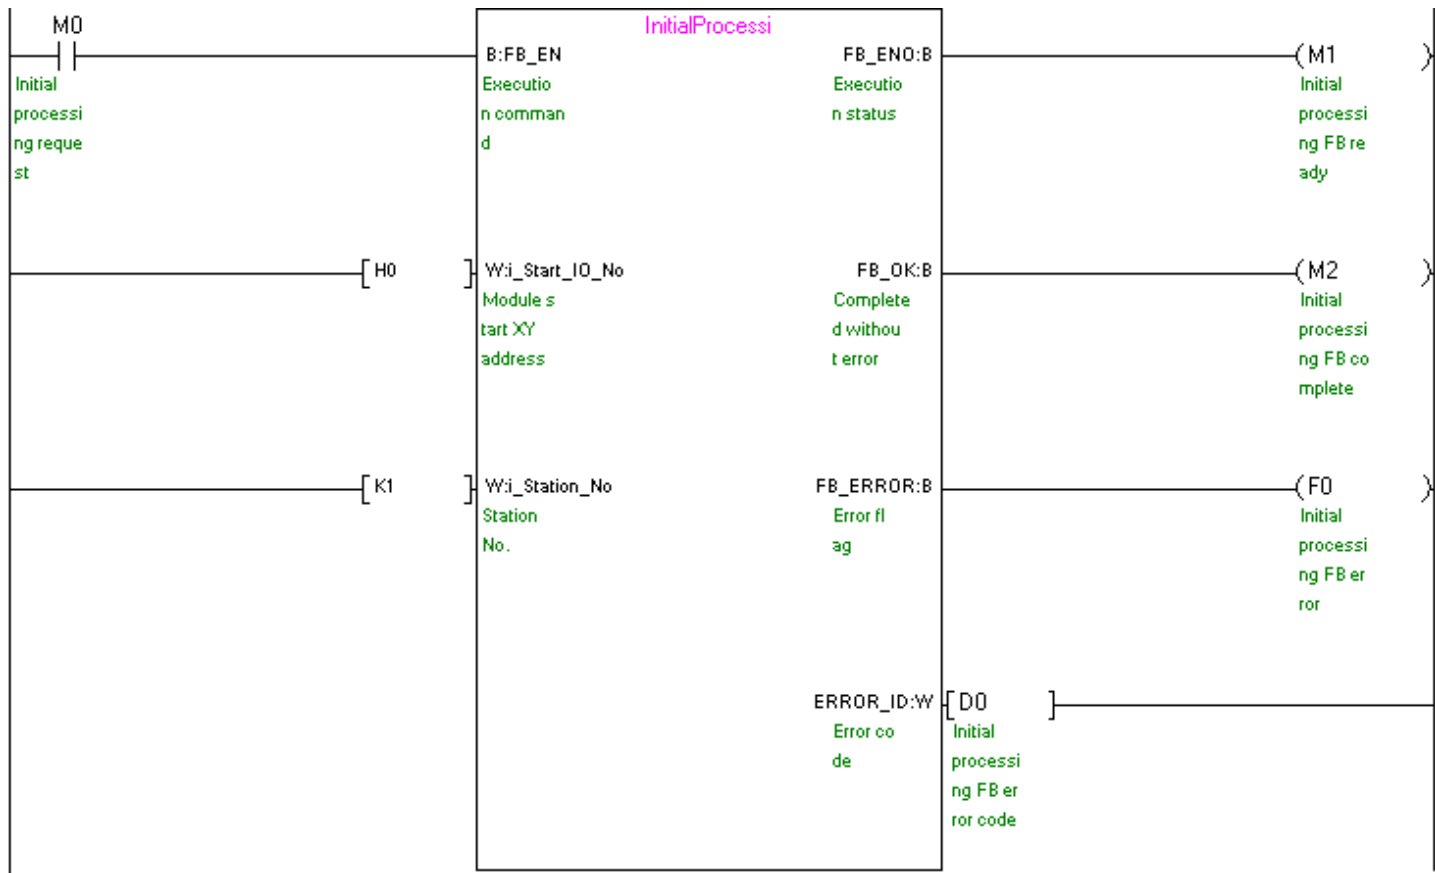 M0
InitialProcessi
B:FB_EN
FB_ENO:B
M1
Initial
processi
ng reque
st
Executio
n comman
d
Executio
n status
Initial
processi
ng FB re
ady
H0
W:i_Start_IO_No
FB_OK:B
M2
Module s
tart XY
address
Complete
d withou
t error
Initial
processi
ng FB co
mplete
K1
W:i_Station_No
FB_ERROR:B
F0
Station
No.
Error fl
ag
Initial
processi
ng FB er
ror
ERROR_ID:W
D0
Error co
de
Initial
processi
ng FB er
ror code